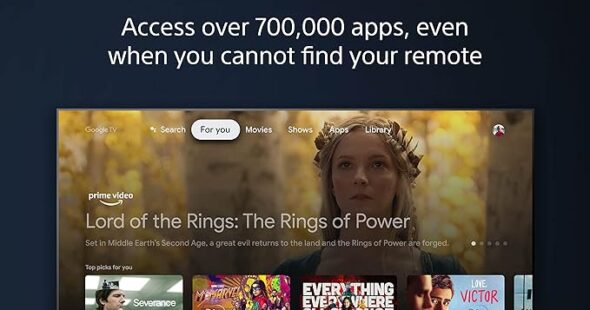 Access over 700,000 apps, even
when you cannot find your remote
Google TV
Search
For you
Movies
Shows
Apps
Library
prime video
Lord of the Rings: The Rings of Power
Set in Middle Earth's Second Age, a great evil returns to the land and the Rings of Power are forged.
Top picks for you
Severance
MS. MARVEL
EVERYTHING
EVERYWHERE
LOVE,
VICTOR